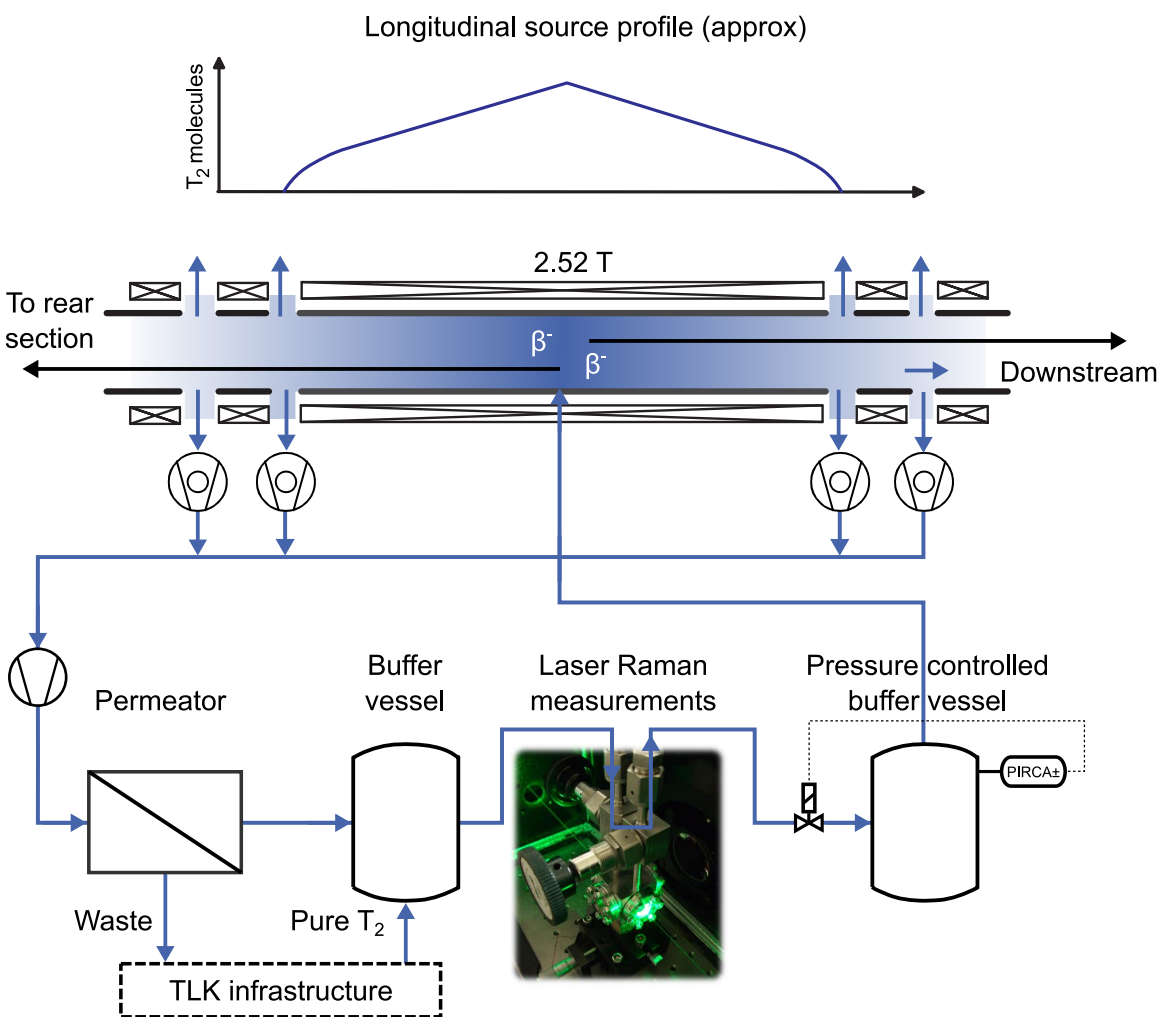 Longitudinal source profile (approx)
T2 molecules
2.52 T
To rear
section
β-
β-
Downstream
Permeator
Buffer
vessel
Laser Raman
measurements
Pressure controlled
buffer vessel
PIRCA±
Waste
Pure T2
TLK infrastructure